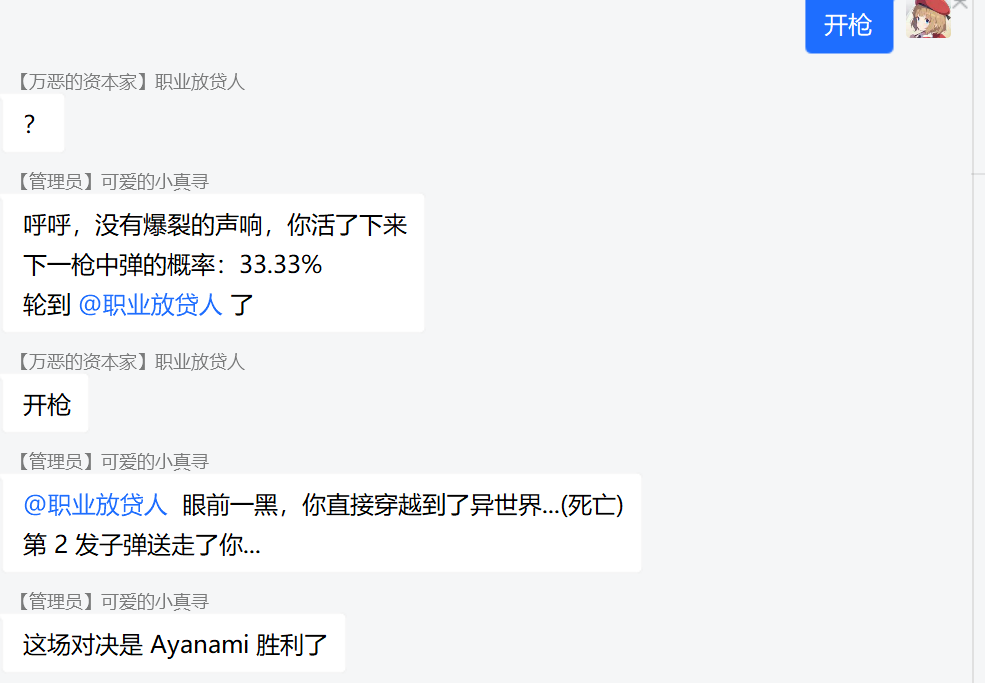 开枪
【万恶的资本家】职业放贷人
？
【管理员】可爱的小真寻
呼呼，没有爆裂的声响，你活了下来
下一枪中弹的概率：33.33%
轮到 @职业放贷人 了
【万恶的资本家】职业放贷人
开枪
【管理员】可爱的小真寻
@职业放贷人 眼前一黑，你直接穿越到了异世界...(死亡)
第 2 发子弹送走了你...
【管理员】可爱的小真寻
这场对决是 Ayanami 胜利了